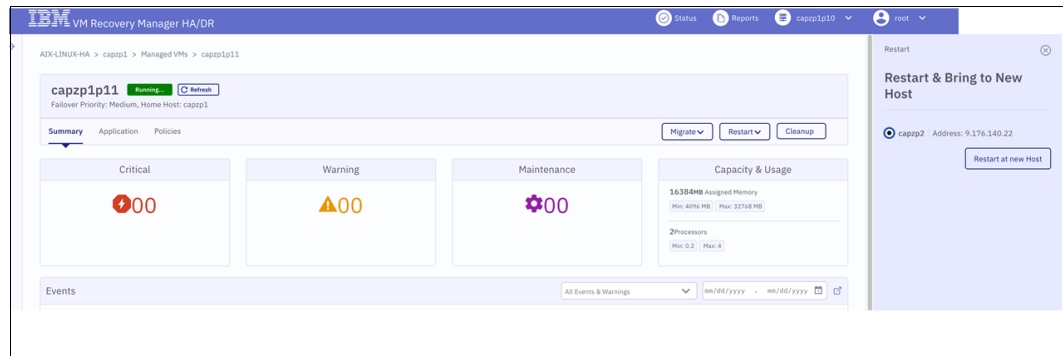 IBM VM Recovery Manager HA/DR
Status
Reports
capzp1p10
root
AIX-LINUX-HA > capzp1 > Managed VMs > capzp1p11
capzp1p11 Running... Refresh
Failover Priority: Medium, Home Host: capzp1
Summary Application Policies
Migrate Restart Cleanup
Critical
00
Warning
00
Maintenance
00
Capacity & Usage
16384MB Assigned Memory
Min: 4096 MB Max: 32768 MB
2Processors
Min: 0.2 Max: 4
Events
All Events & Warnings
mm/dd/yyyy - mm/dd/yyyy
Restart
Restart & Bring to New
Host
capzp2 Address: 9.176.140.22
Restart at new Host